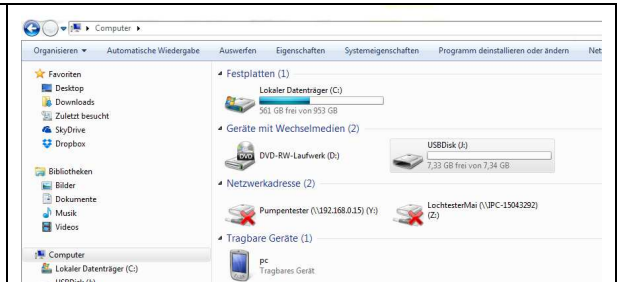 Computer
Organisieren
Automatische Wiedergabe
Auswerfen
Eigenschaften
Systemeigenschaften
Programm deinstallieren oder ändern
Net
Favoriten
Desktop
Downloads
Zuletzt besucht
SkyDrive
Dropbox
Bibliotheken
Bilder
Dokumente
Musik
Videos
Computer
Lokaler Datenträger (C:)
USBDisk (J:)
Festplatten (1)
Lokaler Datenträger (C:)
561 GB frei von 953 GB
Geräte mit Wechselmedien (2)
DVD
DVD-RW-Laufwerk (D:)
USBDisk (J:)
7,33 GB frei von 7,34 GB
Netzwerkadresse (2)
Pumpentester (\\192.168.0.15) (Y:)
LochtesterMai (\\IPC-15043292)
(Z:)
Tragbare Geräte (1)
pc
Tragbares Gerät